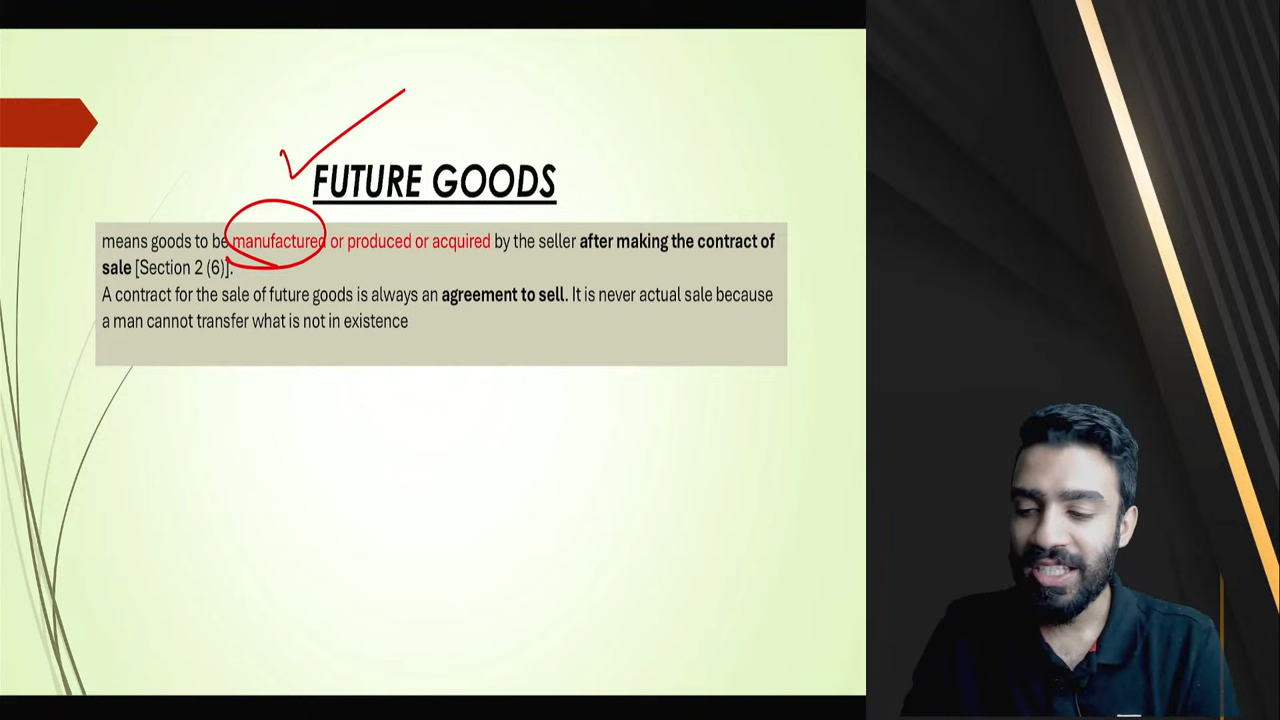 FUTURE GOODS
means goods to be manufactured or produced or acquired by the seller after making the contract of
sale [Section 2 (6)].
A contract for the sale of future goods is always an agreement to sell. It is never actual sale because
a man cannot transfer what is not in existence